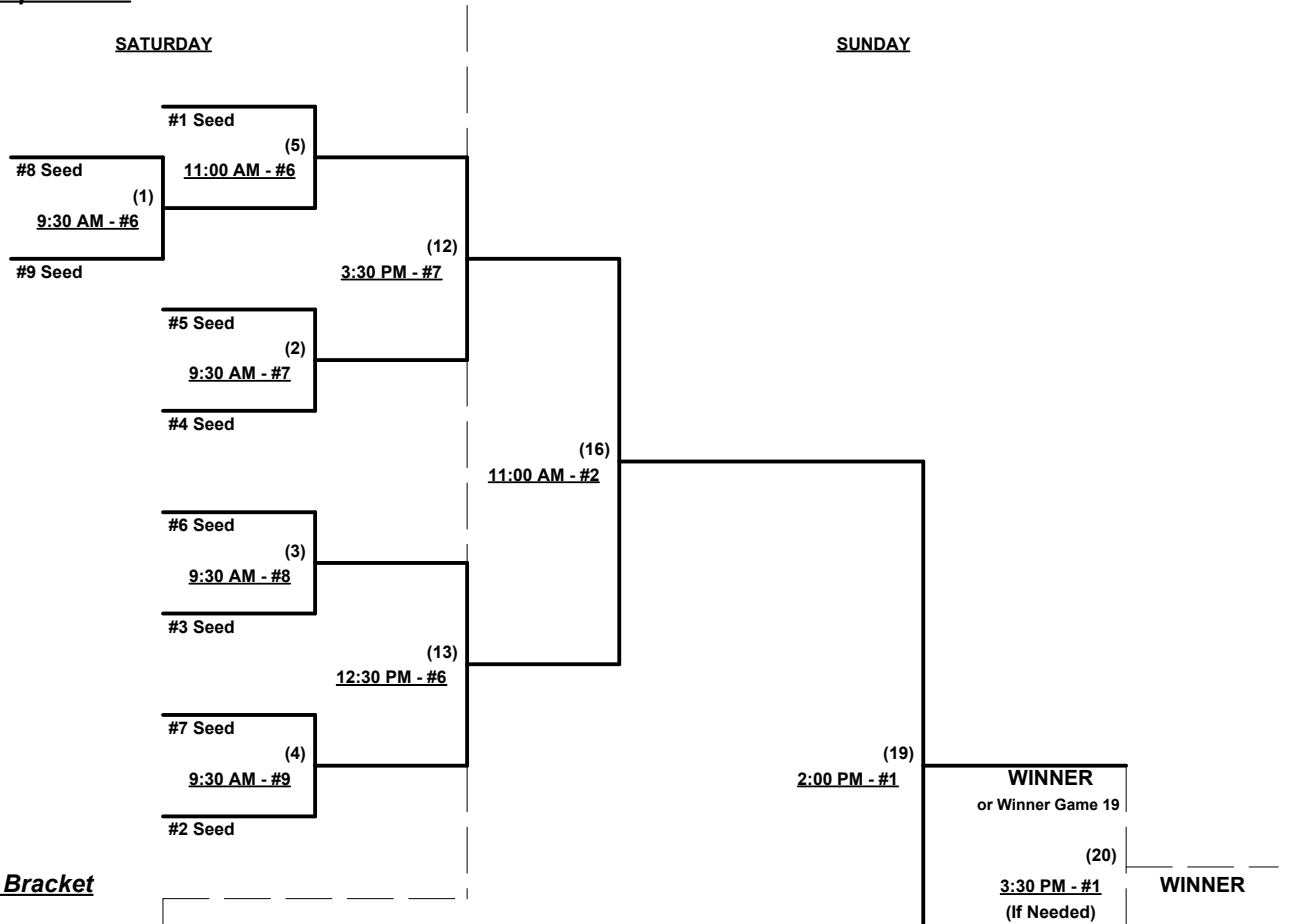 SATURDAY
SUNDAY
#1 Seed
(5)
11:00 AM - #6
#8 Seed
(1)
9:30 AM - #6
#9 Seed
(12)
3:30 PM - #7
#5 Seed
(2)
9:30 AM - #7
#4 Seed
(16)
11:00 AM - #2
#6 Seed
(3)
9:30 AM - #8
#3 Seed
(13)
12:30 PM - #6
#7 Seed
(4)
9:30 AM - #9
#2 Seed
(19)
2:00 PM - #1
WINNER
or Winner Game 19
(20)
3:30 PM - #1
(If Needed)
WINNER
Bracket